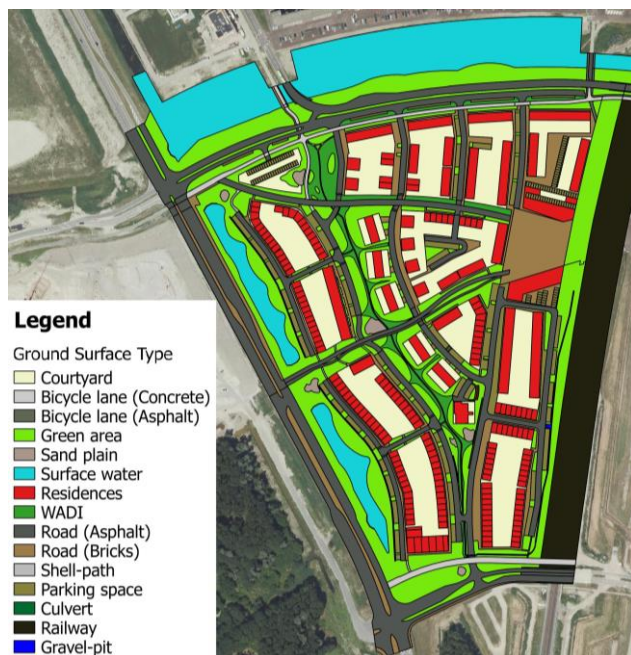 Legend
Ground Surface Type
Courtyard
Bicycle lane (Concrete)
Bicycle lane (Asphalt)
Green area
Sand plain
Surface water
Residences
WADI
Road (Asphalt)
Road (Bricks)
Shell-path
Parking space
Culvert
Railway
Gravel-pit